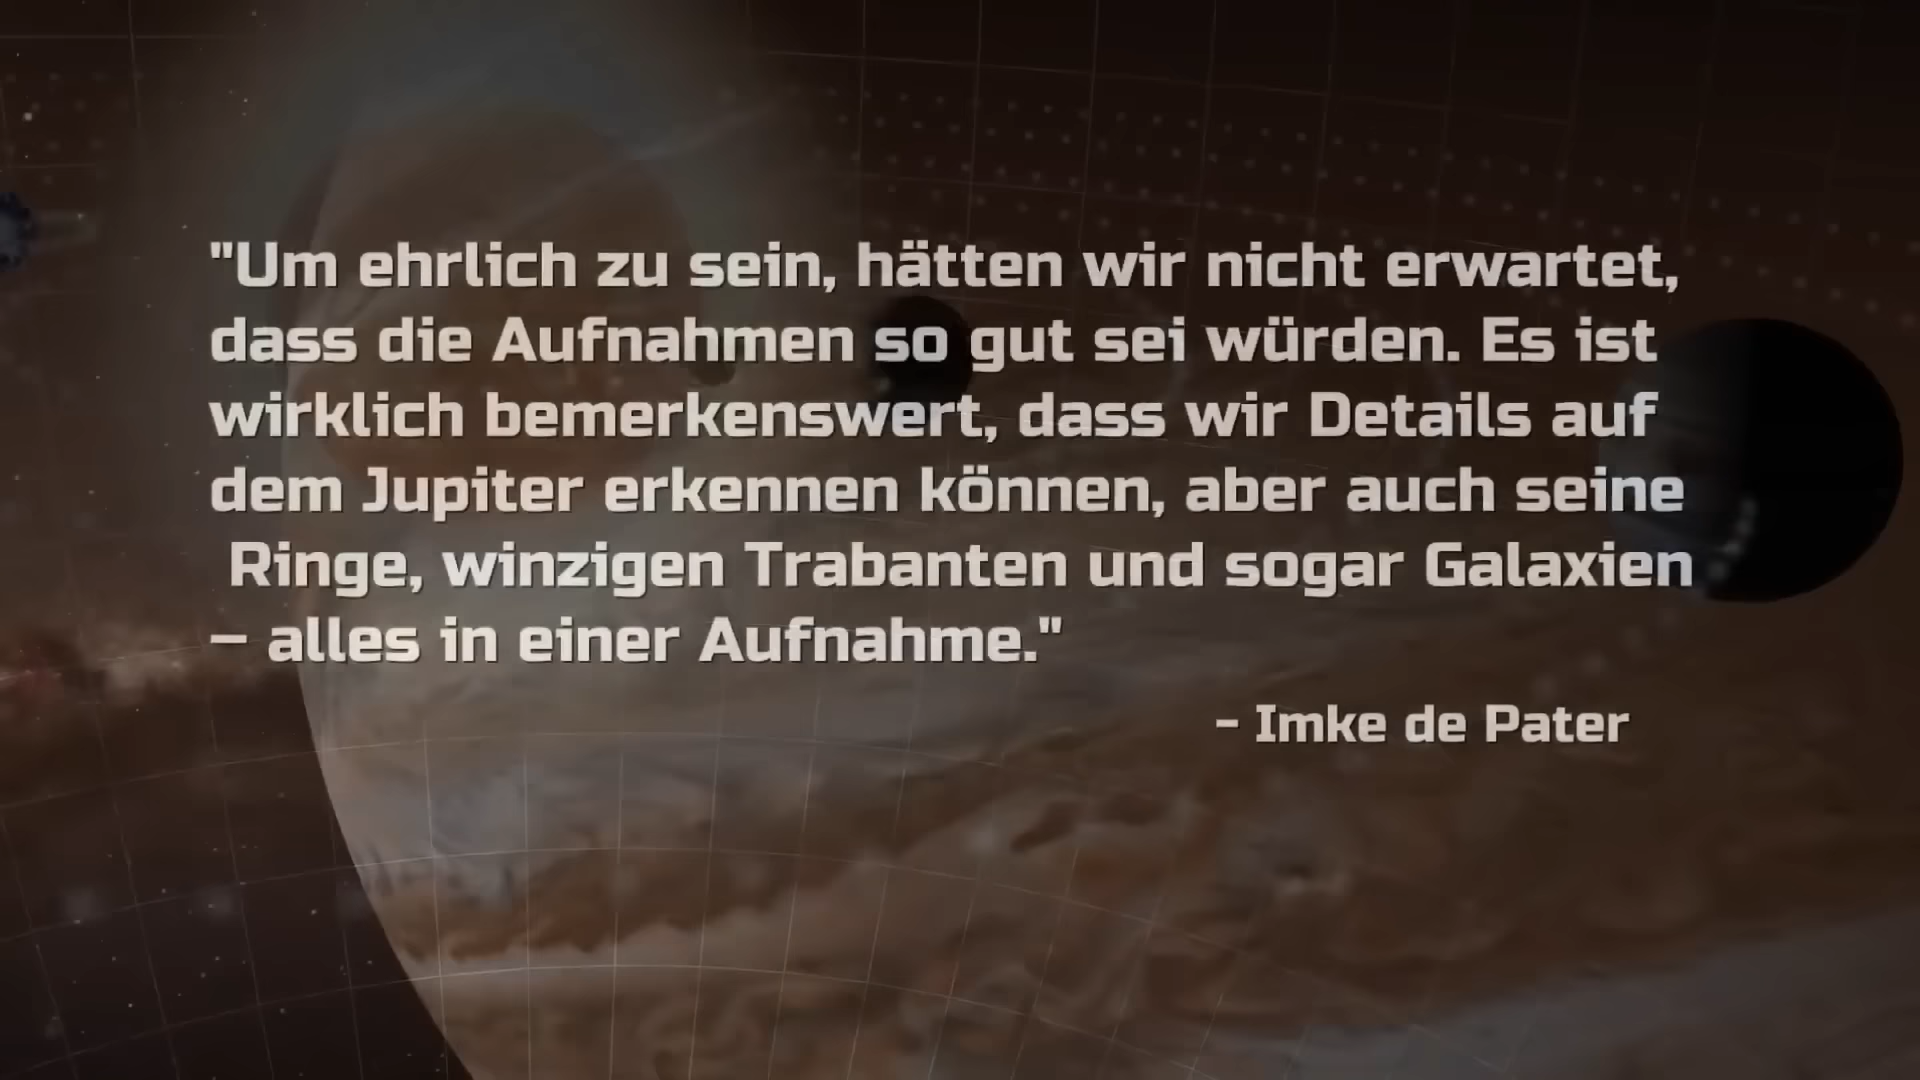 "Um ehrlich zu sein, hätten wir nicht erwartet,
dass die Aufnahmen so gut sei würden. Es ist
wirklich bemerkenswert, dass wir Details auf
dem Jupiter erkennen können, aber auch seine
Ringe, winzigen Trabanten und sogar Galaxien
– alles in einer Aufnahme."
- Imke de Pater